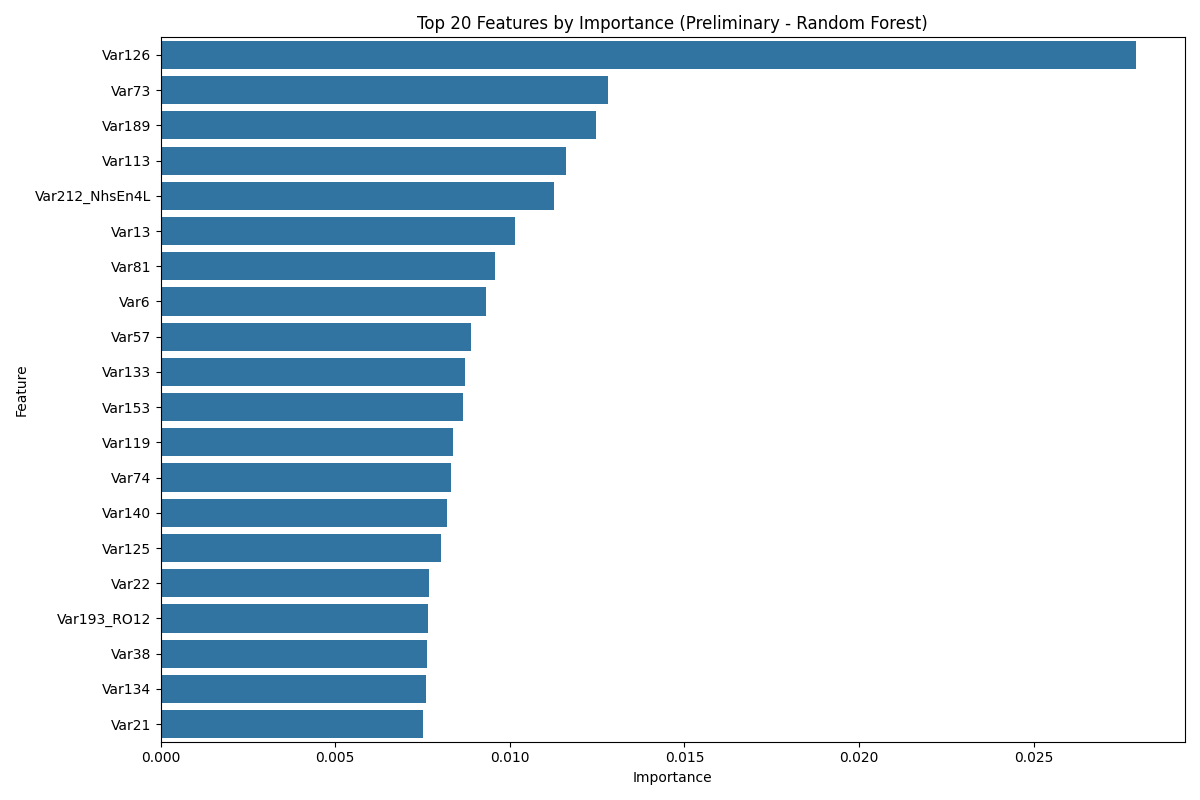 Top 20 Features by Importance (Preliminary - Random Forest)
Var126
Var73
Var189
Var113
Var212_NhsEn4L
Var13
Var81
Var6
Var57
Var133
Var153
Var119
Var74
Var140
Var125
Var22
Var193_RO12
Var38
Var134
Var21
Feature
0.000 0.005 0.010 0.015 0.020 0.025
Importance